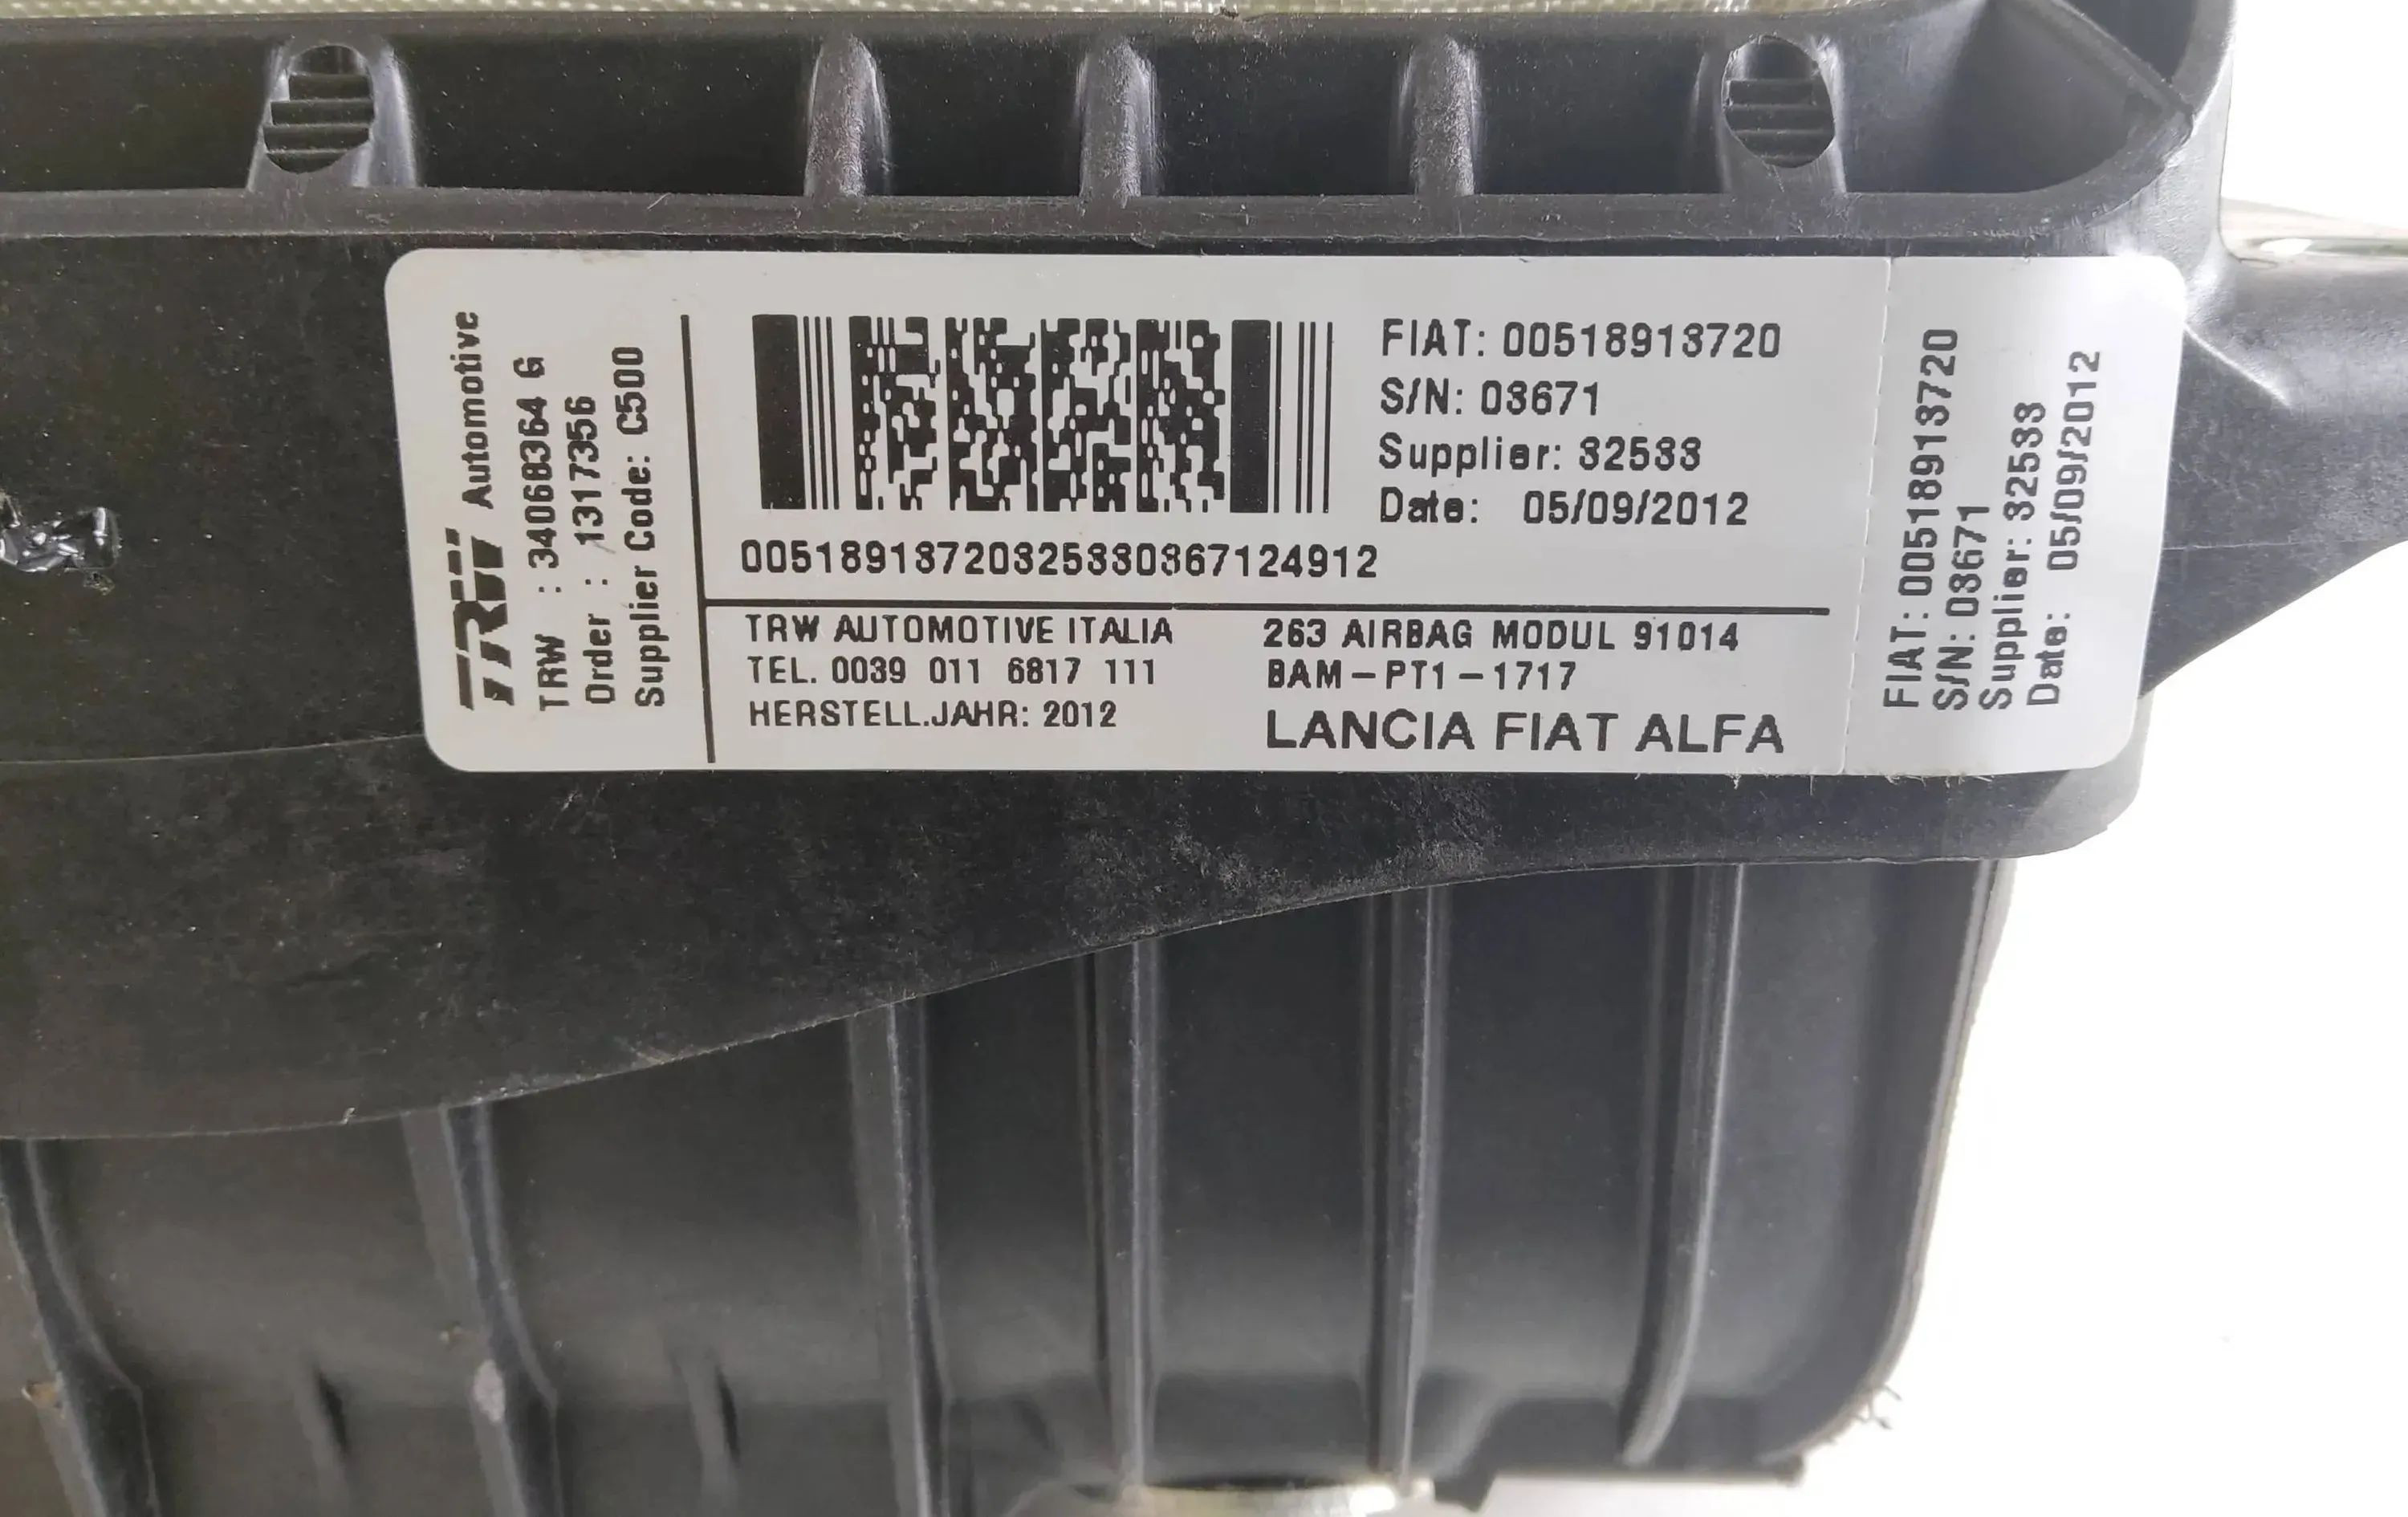 TRW Automotive
TRW : 34068364 G
Order : 1317356
Supplier Code: C500
FIAT: 00518913720
S/N: 03671
Supplier: 32533
Date: 05/09/2012
00518913720325330367124912
TRW AUTOMOTIVE ITALIA
TEL. 0039 011 6817 111
HERSTELL.JAHR: 2012
263 AIRBAG MODUL 91014
BAM-PT1-1717
LANCIA FIAT ALFA
FIAT: 00518913720
S/N: 03671
Supplier: 32533
Date: 05/09/2012